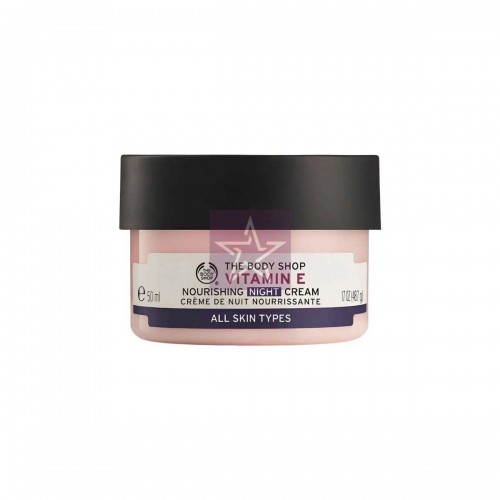 THE BODY SHOP
VITAMIN E
NOURISHING NIGHT CREAM
CRÈME DE NUIT NOURRISSANTE
℮ 50 ml
ALL SKIN TYPES